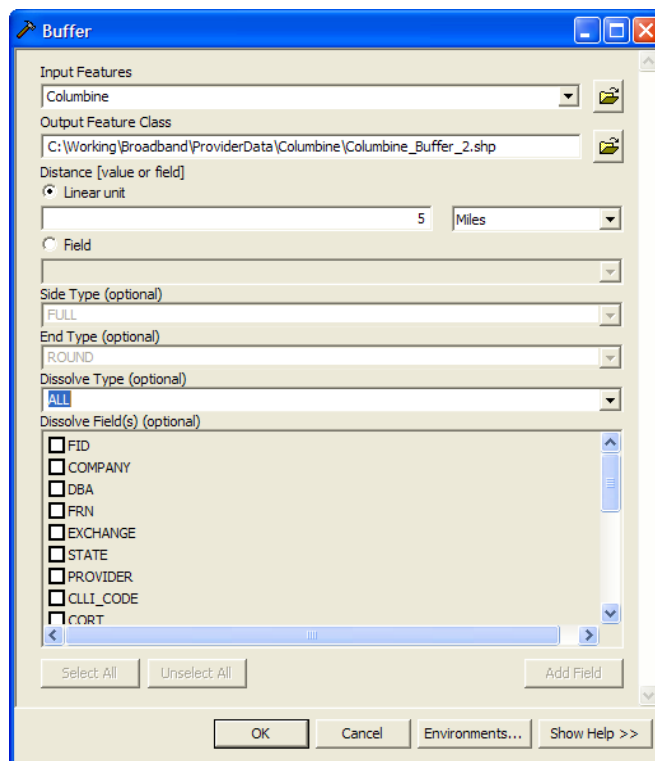 Buffer
Input Features
Columbine
Output Feature Class
C:\Working\Broadband\ProviderData\Columbine\Columbine_Buffer_2.shp
Distance [value or field]
Linear unit
5 Miles
Field
Side Type (optional)
FULL
End Type (optional)
ROUND
Dissolve Type (optional)
ALL
Dissolve Field(s) (optional)
FID
COMPANY
DBA
FRN
EXCHANGE
STATE
PROVIDER
CLLI_CODE
CORT
Select All Unselect All Add Field
OK Cancel Environments... Show Help >>